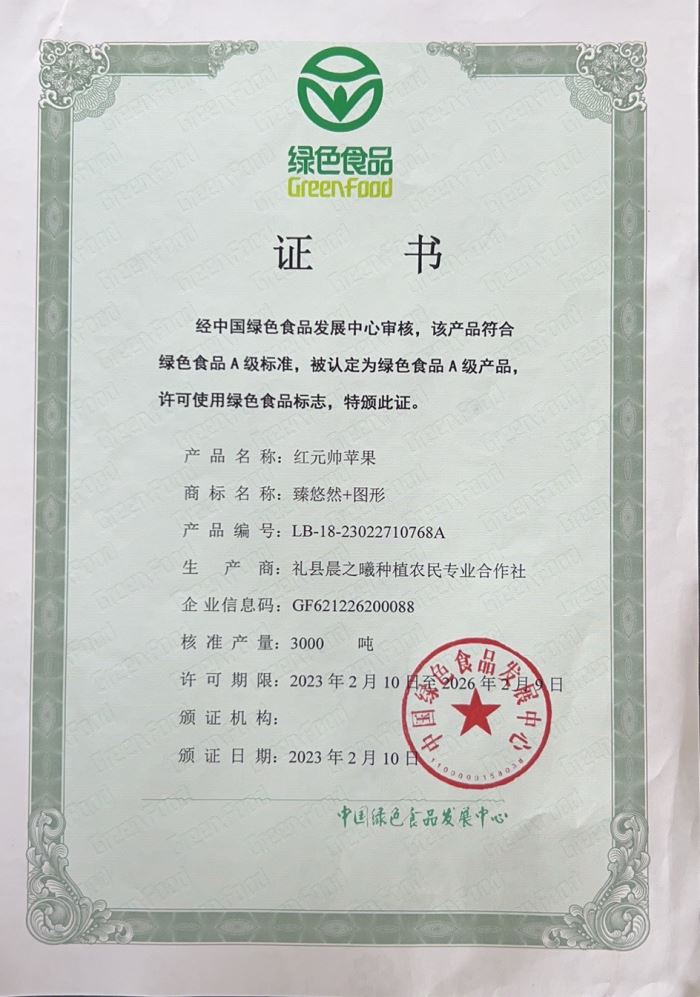 绿色食品
GreenFood
证 书
经中国绿色食品发展中心审核，该产品符合
绿色食品 A 级标准，被认定为绿色食品 A 级产品，
许可使用绿色食品标志，特颁此证。
产 品 名 称：红元帅苹果
商 标 名 称：臻悠然+图形
产 品 编 号：LB-18-23022710768A
生 产 商：礼县晨之曦种植农民专业合作社
企业信息码：GF621226200088
核 准 产 量：3000 吨
许 可 期 限：2023 年 2 月 10 日至 2026 年 2 月 9 日
颁 证 机 构：
颁 证 日 期：2023 年 2 月 10 日
中国绿色食品发展中心
中国绿色食品发展中心